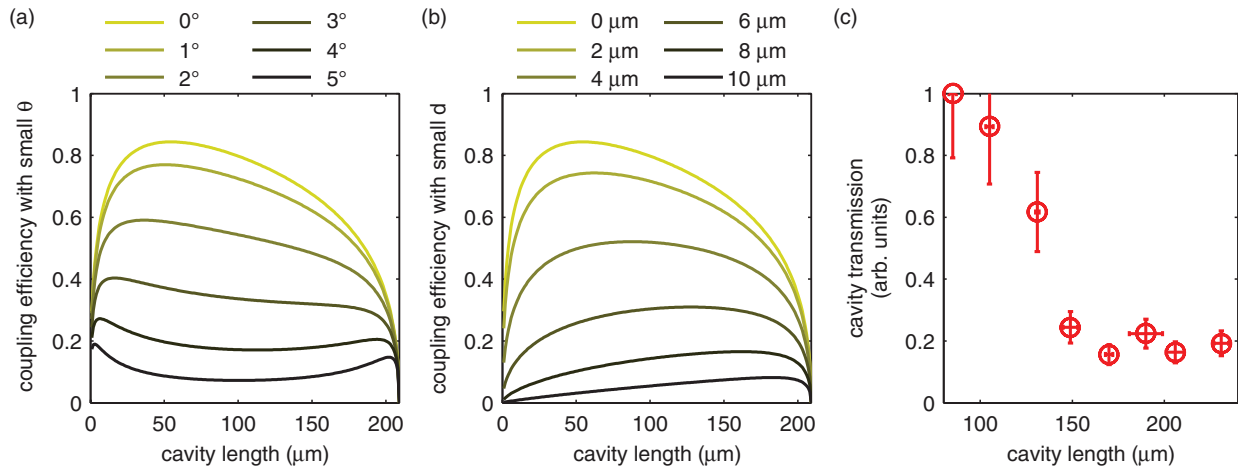 (a)
0°
1°
2°
3°
4°
5°
coupling efficiency with small θ
1
0.8
0.6
0.4
0.2
0
0 50 100 150 200
cavity length (μm)
(b)
0 μm
2 μm
4 μm
6 μm
8 μm
10 μm
coupling efficiency with small d
1
0.8
0.6
0.4
0.2
0
0 50 100 150 200
cavity length (μm)
(c)
cavity transmission
(arb. units)
1
0.8
0.6
0.4
0.2
0
100 150 200
cavity length (μm)